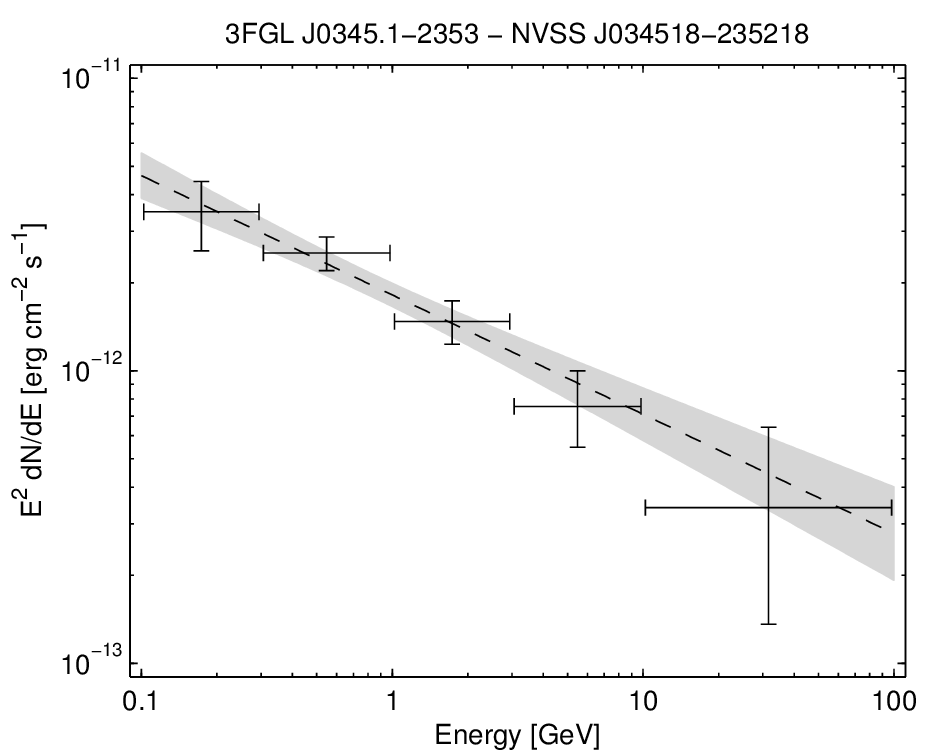 3FGL J0345.1−2353 − NVSS J034518−235218
10⁻¹¹
10⁻¹²
10⁻¹³
E² dN/dE [erg cm⁻² s⁻¹]
0.1 1 10 100
Energy [GeV]